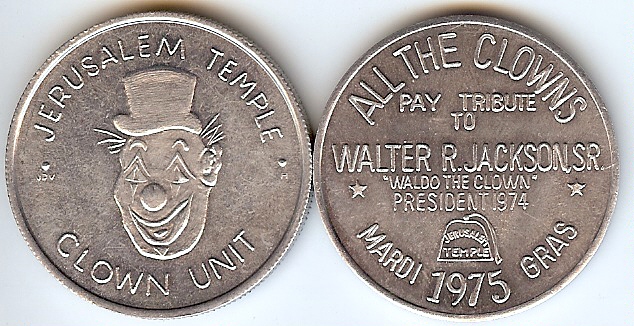 JERUSALEM TEMPLE
JBV H
CLOWN UNIT
ALL THE CLOWNS
PAY TRIBUTE
TO
WALTER R. JACKSON, SR.
"WALDO THE CLOWN"
PRESIDENT 1974
JERUSALEM
TEMPLE
MARDI 1975 GRAS